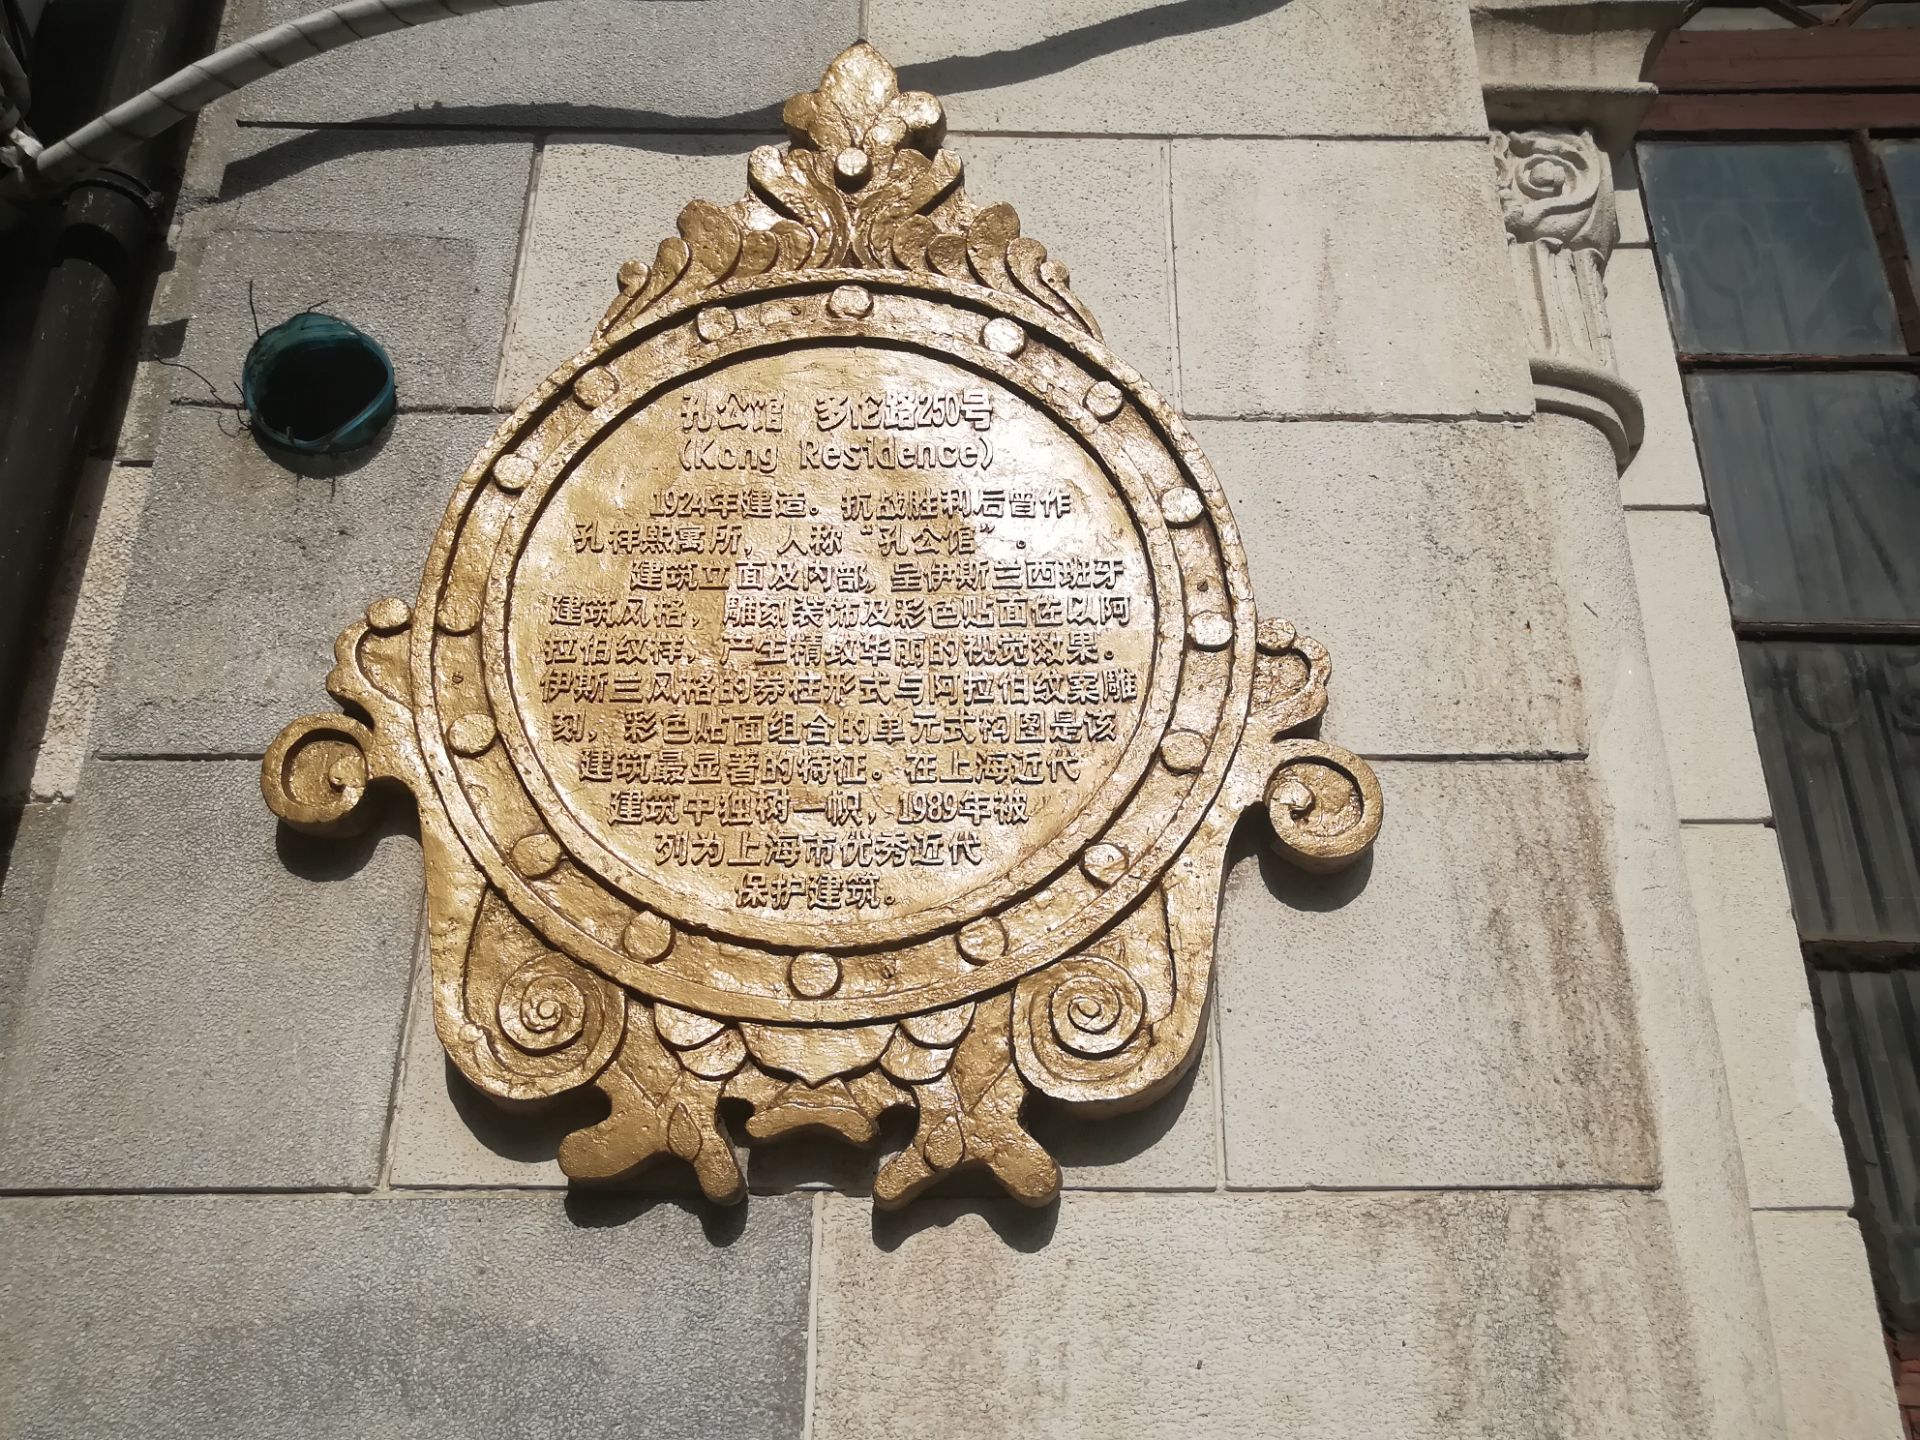 孔公馆 多伦路250号
(Kong Residence)
1924年建造。抗战胜利后曾作
孔祥熙寓所，人称“孔公馆”。
建筑立面及内部，呈伊斯兰西班牙
建筑风格，雕刻装饰及彩色贴面饰以阿
拉伯纹样，产生精致华丽的视觉效果。
伊斯兰风格的券柱形式与阿拉伯纹案雕
刻，彩色贴面组合的单元式构图是该
建筑最显著的特征。在上海近代
建筑中独树一帜，1989年被
列为上海市优秀近代
保护建筑。